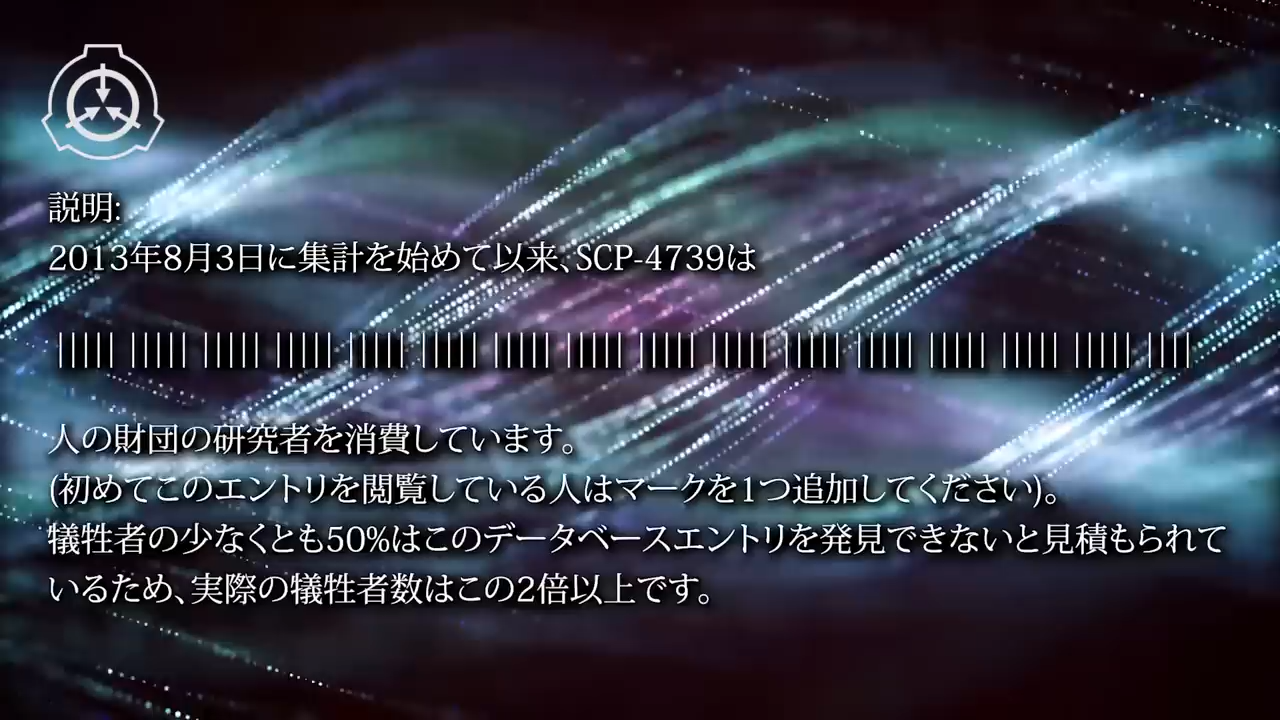 説明:
2013年8月3日に集計を始めて以来、SCP-4739は
||||| ||||| ||||| ||||| ||||| ||||| ||||| ||||| ||||| ||||| ||||| ||||| ||||| ||||| ||||| ||||
人の財団の研究者を消費しています。
(初めてこのエントリを閲覧している人はマークを1つ追加してください)。
犠牲者の少なくとも50%はこのデータベースエントリを発見できないと見積もられて
いるため、実際の犠牲者数はこの2倍以上です。